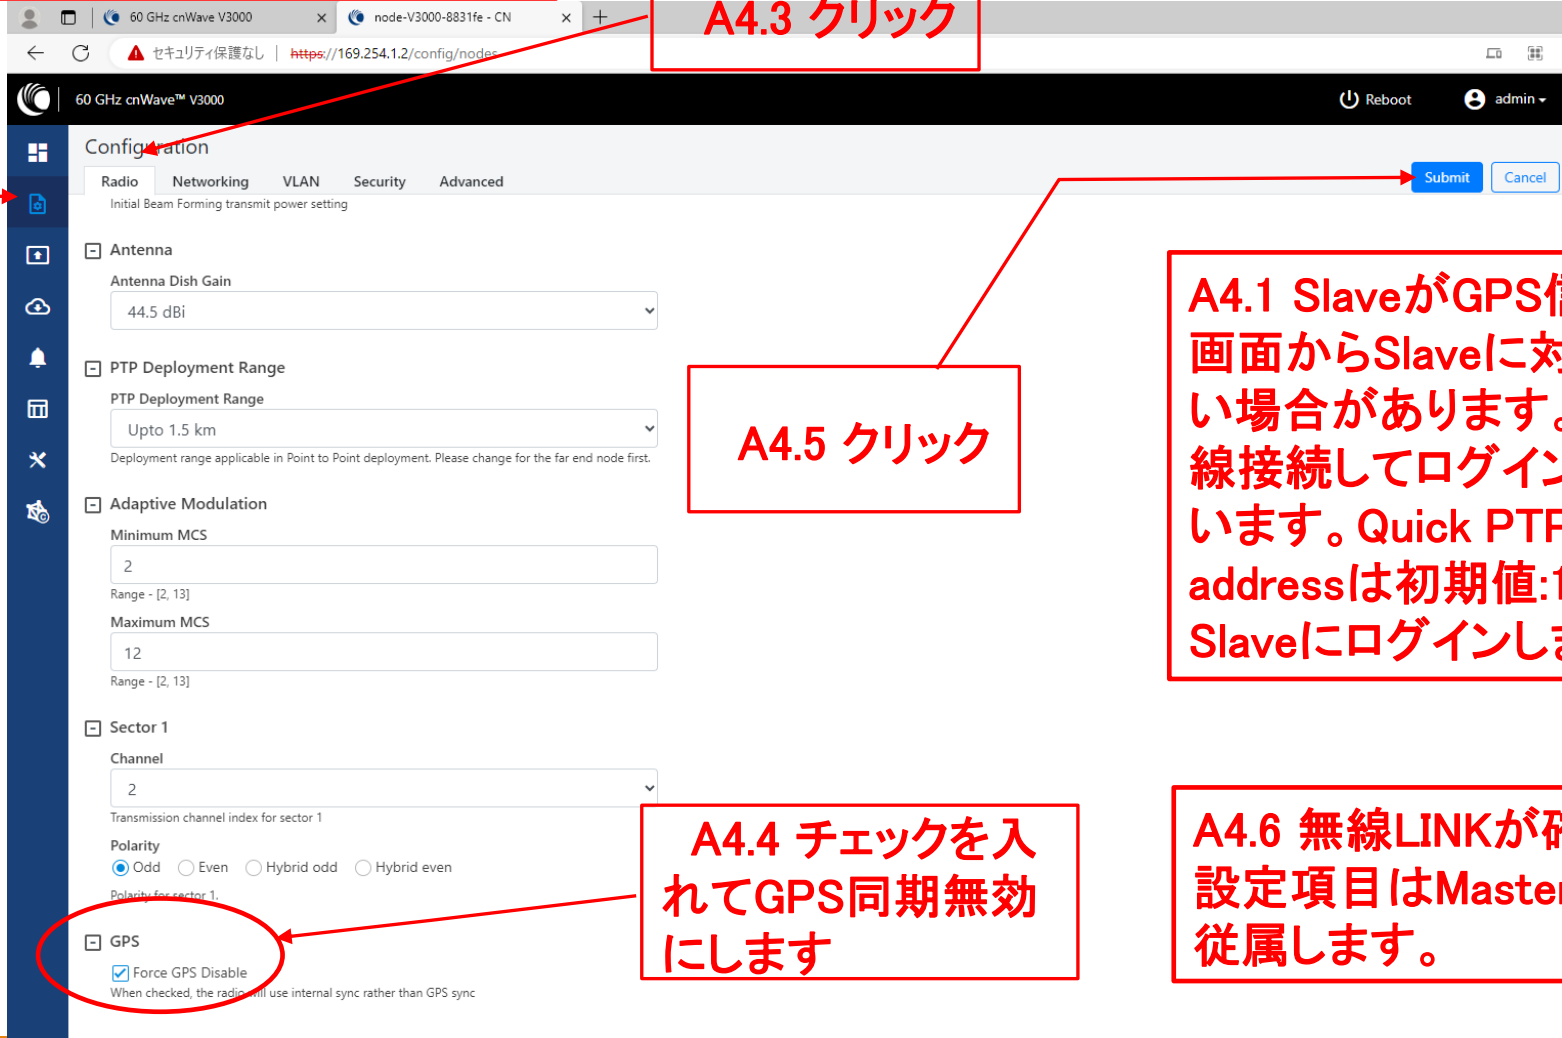 60 GHz cnWave V3000
node-V3000-8831fe - CN
A4.3 クリック
セキュリティ保護なし
https://169.254.1.2/config/nodes
60 GHz cnWave™ V3000
Reboot
admin
Configuration
Radio Networking VLAN Security Advanced
Submit Cancel
Initial Beam Forming transmit power setting
Antenna
Antenna Dish Gain
44.5 dBi
PTP Deployment Range
PTP Deployment Range
Upto 1.5 km
Deployment range applicable in Point to Point deployment. Please change for the far end node first.
Adaptive Modulation
Minimum MCS
2
Range - [2, 13]
Maximum MCS
12
Range - [2, 13]
Sector 1
Channel
2
Transmission channel index for sector 1
Polarity
Odd Even Hybrid odd Hybrid even
Polarity for sector 1.
GPS
Force GPS Disable
When checked, the radio will use internal sync rather than GPS sync
A4.5 クリック
A4.4 チェックを入
れてGPS同期無効
にします
A4.1 SlaveがGPS
画面からSlaveに対
い場合があります。
線接続してログイン
います。Quick PTP
addressは初期値:1
Slaveにログインし
A4.6 無線LINKが
設定項目はMaster
従属します。